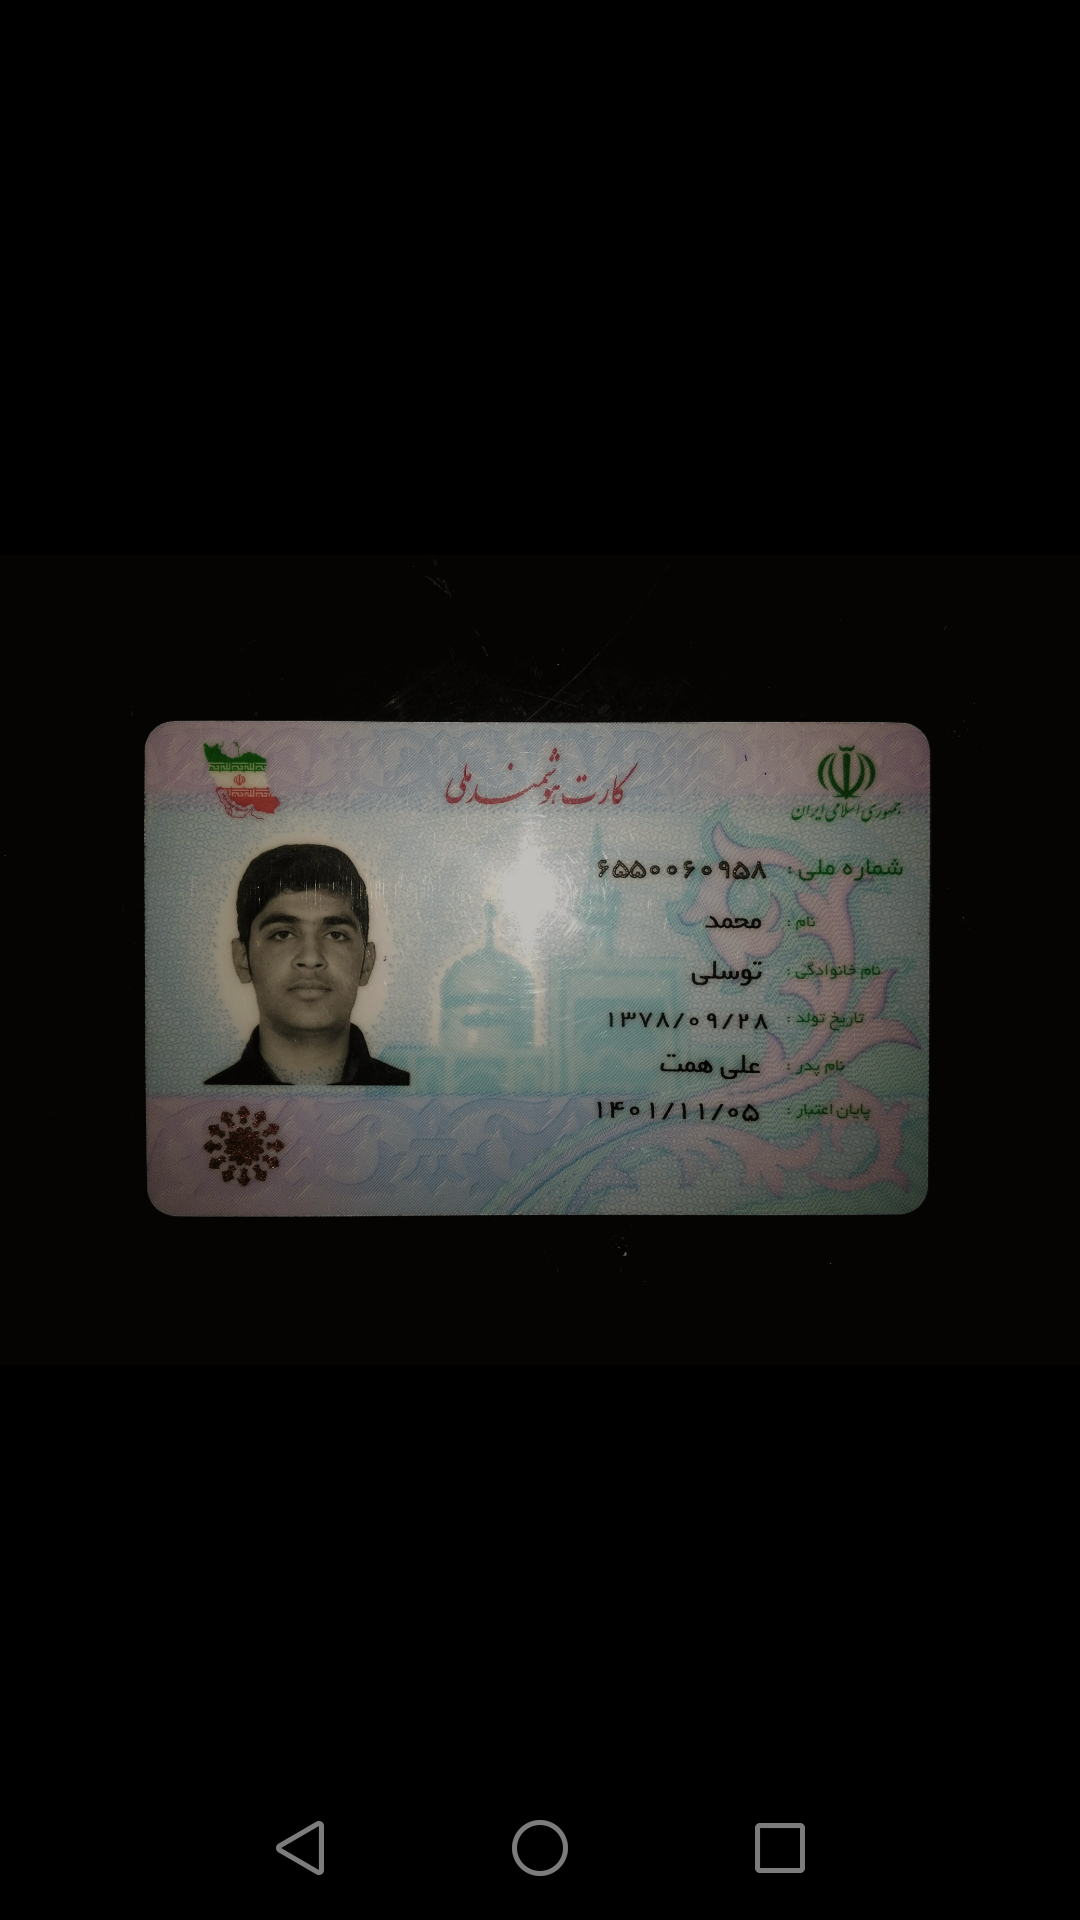 کارت هوشمند ملی
جمهوری اسلامی ایران
شماره ملی : ۶۵۵۰۰۶۰۹۵۸
نام : محمد
نام خانوادگی : توسلی
تاریخ تولد : ۱۳۷۸/۰۹/۲۸
نام پدر : علی همت
پایان اعتبار : ۱۴۰۱/۱۱/۰۵